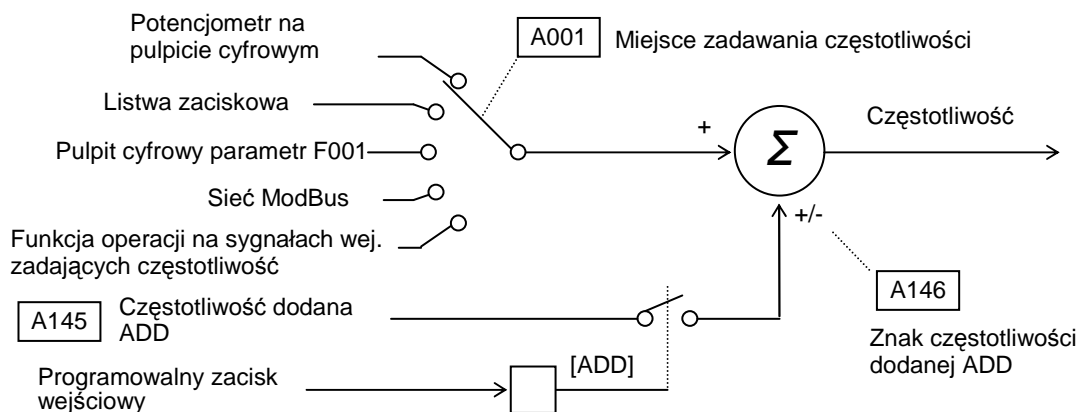 Potencjometr na
pulpicie cyfrowym
A001
Miejsce zadawania częstotliwości
Listwa zaciskowa
Pulpit cyfrowy parametr F001
+
Σ
Częstotliwość
Sieć ModBus
+/-
Funkcja operacji na sygnałach wej.
zadających częstotliwość
A145
Częstotliwość dodana
ADD
A146
Znak częstotliwości
dodanej ADD
Programowalny zacisk
wejściowy
[ADD]